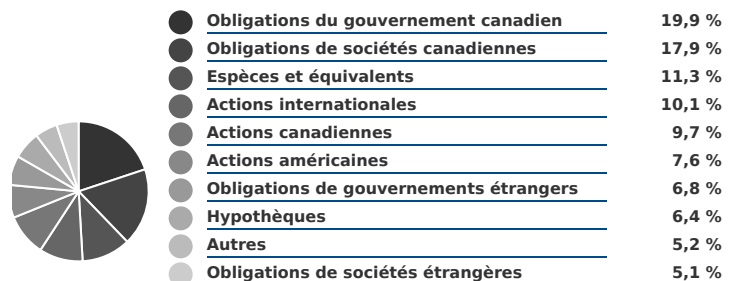 Obligations du gouvernement canadien 19,9 %
Obligations de sociétés canadiennes 17,9 %
Espèces et équivalents 11,3 %
Actions internationales 10,1 %
Actions canadiennes 9,7 %
Actions américaines 7,6 %
Obligations de gouvernements étrangers 6,8 %
Hypothèques 6,4 %
Autres 5,2 %
Obligations de sociétés étrangères 5,1 %